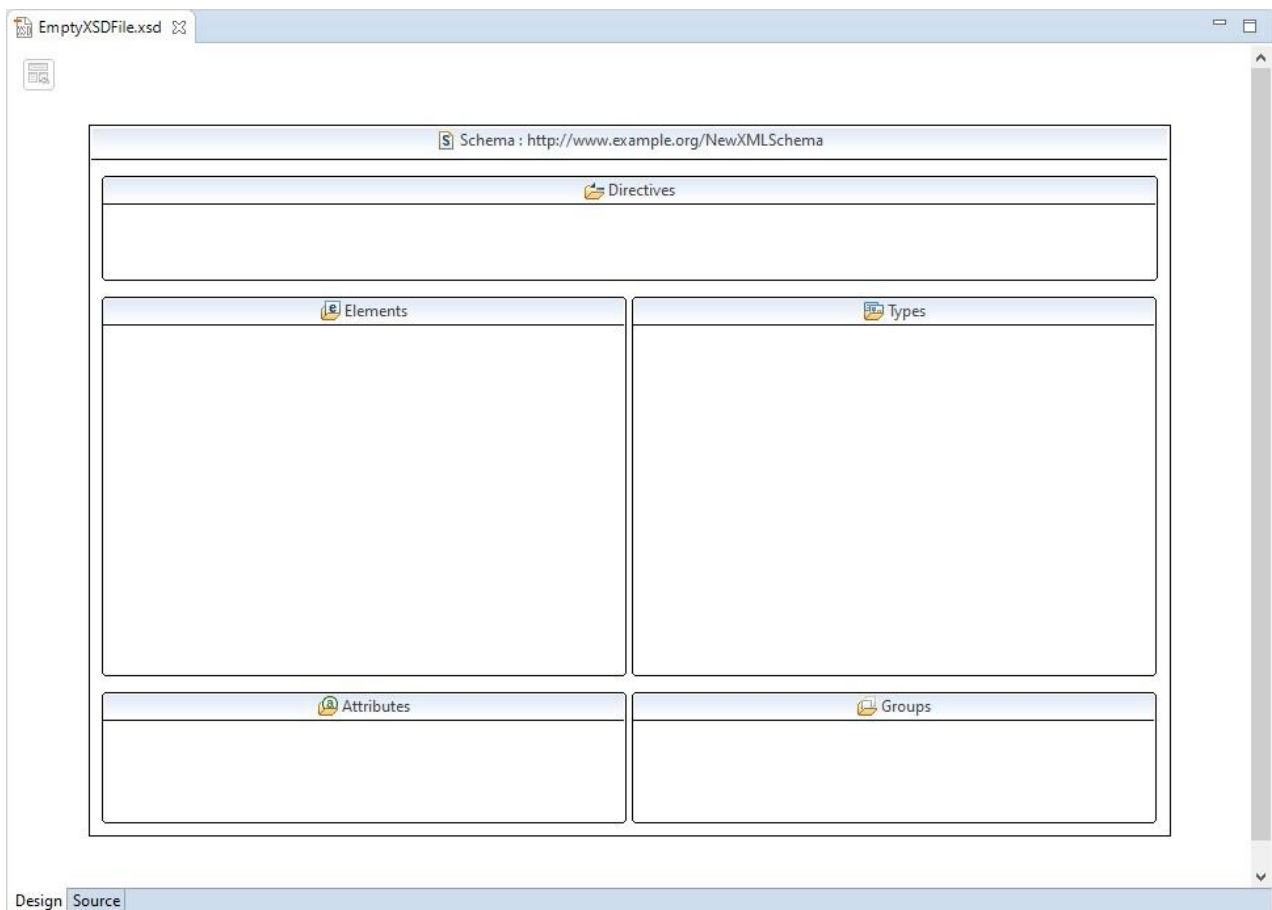 EmptyXSDFile.xsd
Schema : http://www.example.org/NewXMLSchema
Directives
Elements
Types
Attributes
Groups
Design Source